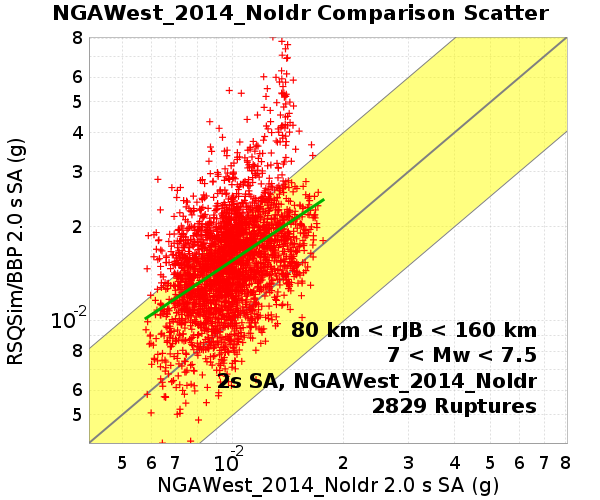 NGAWest_2014_NoIdr Comparison Scatter
8
6
5
4
3
2
10-2
8
6
5
RSQSim/BBP 2.0 s SA (g)
80 km < rJB < 160 km
7 < Mw < 7.5
2s SA, NGAWest_2014_NoIdr
2829 Ruptures
5 6 7 10-2 2 3 4 5 6 7 8
NGAWest_2014_NoIdr 2.0 s SA (g)